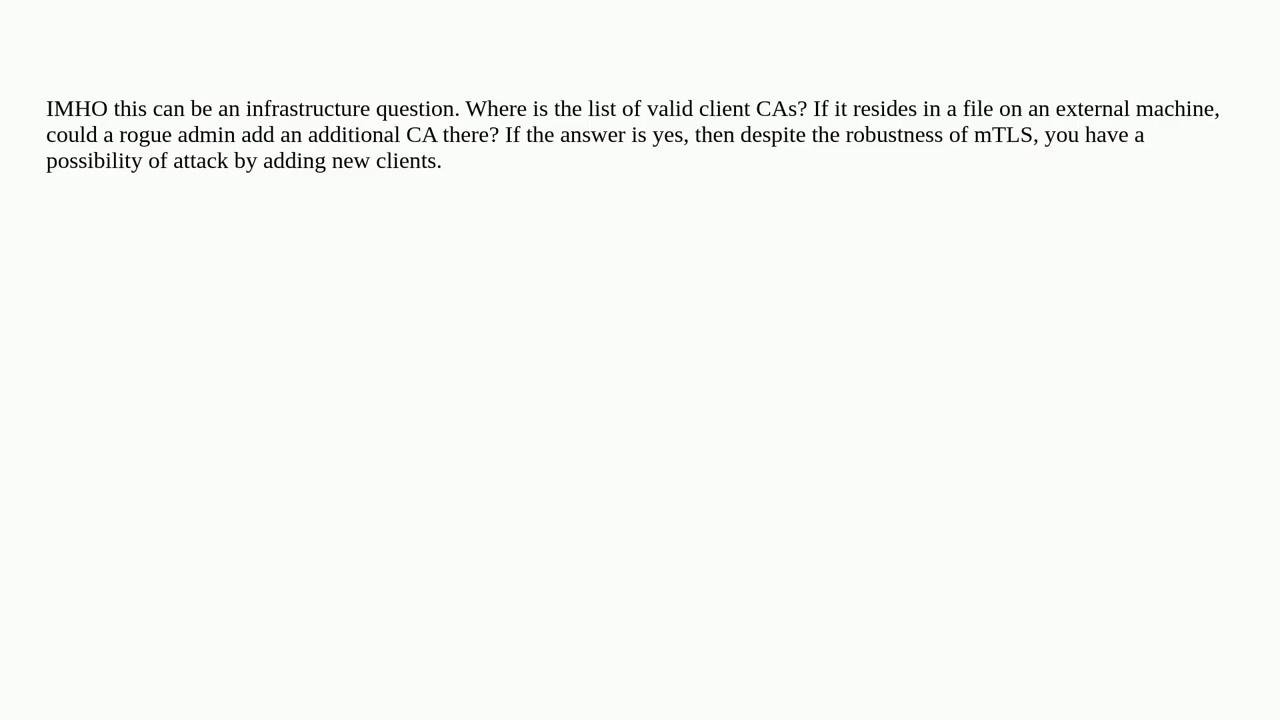 IMHO this can be an infrastructure question. Where is the list of valid client CAs? If it resides in a file on an external machine,
could a rogue admin add an additional CA there? If the answer is yes, then despite the robustness of mTLS, you have a
possibility of attack by adding new clients.